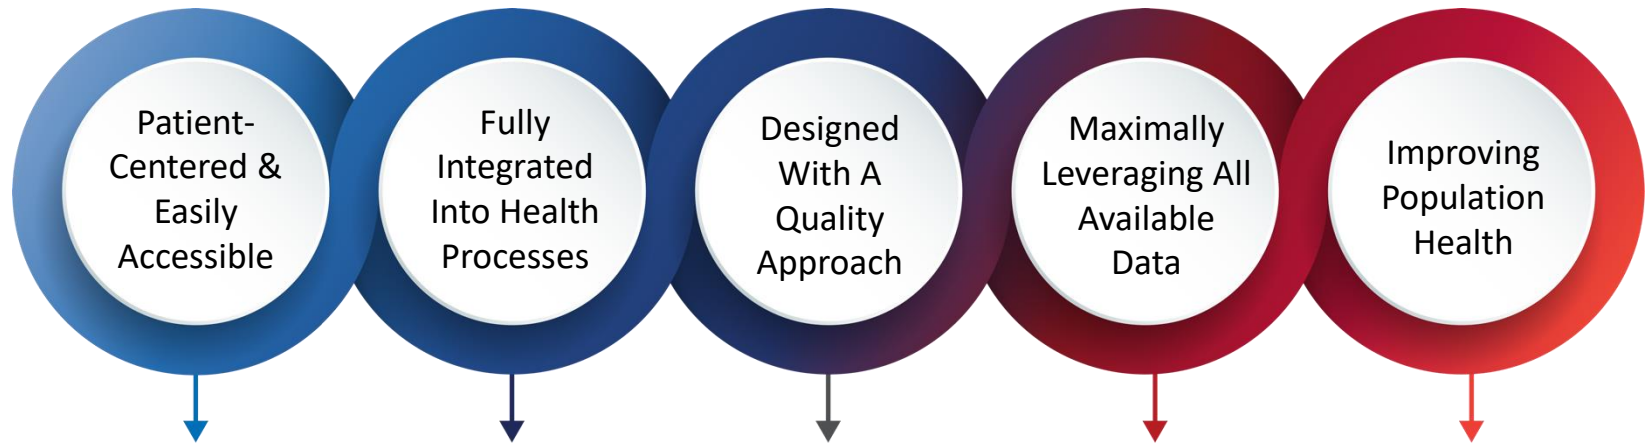 Patient-
Centered &
Easily
Accessible
Fully
Integrated
Into Health
Processes
Designed
With A
Quality
Approach
Maximally
Leveraging All
Available
Data
Improving
Population
Health